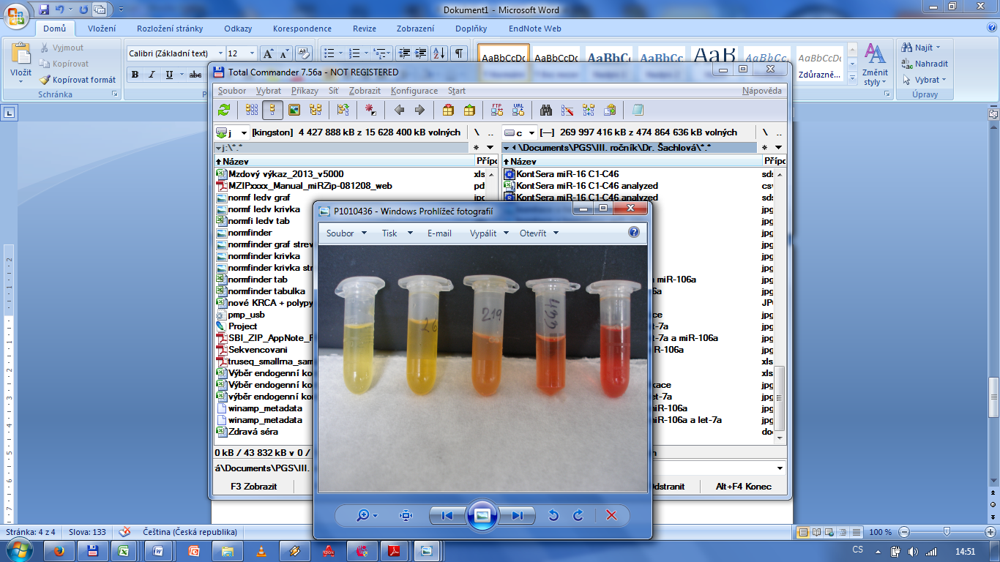 Dokument1 - Microsoft Word
Domů Vložení Rozložení stránky Odkazy Korespondence Revize Zobrazení Doplňky EndNote Web
Vložit
Vyjmout
Kopírovat
Kopírovat formát
Schránka
Calibri (Základní text) 12
B I U abc
AaBbCcDc AaBbCcDc AaBbC AaBbCc AaB AaBbCc AaBbCcDc
Zdůrazně...
Změnit styly
Najít
Nahradit
Vybrat
Úpravy
Total Commander 7.56a - NOT REGISTERED
Soubor Vybrat Příkazy Síť Zobrazit Konfigurace Start Nápověda
FTP URL
j [kingston] 4 427 888 kB z 15 628 400 kB volných \ ..
c [—] 269 997 416 kB z 474 864 636 kB volných \ ..
j:\*.*
\Documents\PGS\III. ročník\Dr. Šachlová\*.*
Název Přípo
Mzdový výkaz_2013_v5000 xls
MZIPxxxx_Manual_miRZip-081208_web pd
normf ledv graf jpg
normf ledv krivka
normfi ledv tab
normfinder
normfinder graf strev
normfinder krivka
normfinder krivka str
normfinder tab
normfinder tabulka
nové KRCA + polypy
pmp_usb
Project
SBI_ZIP_AppNote_F
Sekvencovani
truseq_smallrna_sam
Výběr endogenní ko
Výběr endogenní ko
výběr endogenní ko
winamp_metadata
winamp_metadata
Zdravá séra
Název Přípo
KontSera miR-16 C1-C46 sds
KontSera miR-16 C1-C46 analyzed csv
KontSera miR-16 C1-C46 analyzed sds
jpg
jpg
jpg
jpg
jpg
jpg
a miR-106a jpg
6a jpg
JPG
ce jpg
t-7a jpg
t-7a a miR-106a jpg
iR-106a jpg
xls
kace jpg
et-7a jpg
miR-106a jpg
miR-106a a let-7a jpg
doc
0 kB / 43 832 kB v 0 /
á\Documents\PGS\III.
F3 Zobrazit
dstranit
Alt+F4 Konec
P1010436 - Windows Prohlížeč fotografií
Soubor Tisk E-mail Vypálit Otevřít
26
219
Stránka: 4 z 4 Slova: 133 Čeština (Česká republika)
100 %
CS 14:51